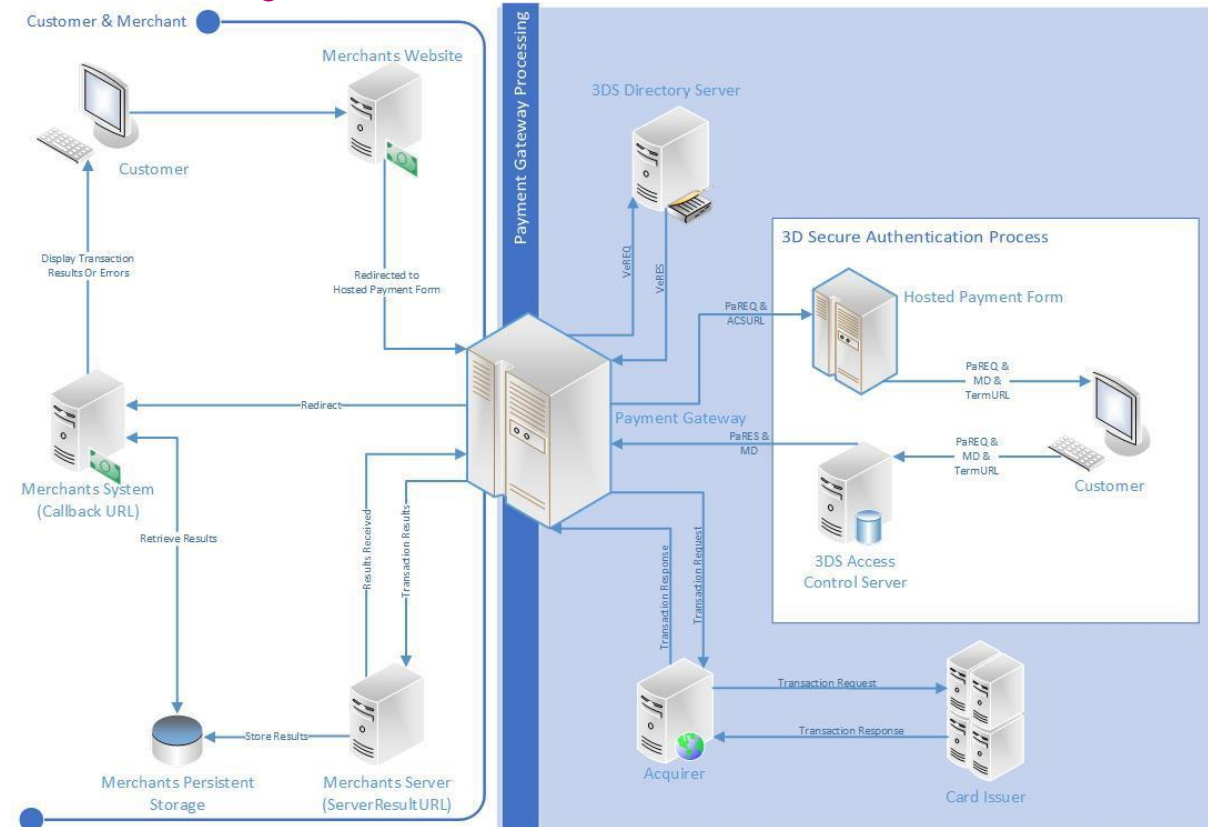 Customer & Merchant
Merchants Website
Customer
Display Transaction
Results Or Errors
Redirected to
Hosted Payment Form
Redirect
Merchants System
(Callback URL)
Retrieve Results
Results Received
Transaction Results
Store Results
Merchants Persistent
Storage
Merchants Server
(ServerResultURL)
Payment Gateway Processing
3DS Directory Server
VeREQ
VeRES
Payment Gateway
PaREQ &
ACSURL
3D Secure Authentication Process
Hosted Payment Form
PaREQ &
MD &
TermURL
Customer
PaREQ &
MD &
TermURL
PaRES &
MD
3DS Access
Control Server
Transaction Response
Transaction Request
Acquirer
Transaction Request
Transaction Response
Card Issuer